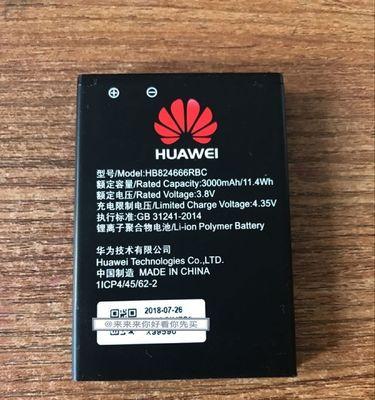 HUAWEI
Model:HB824666RBC
额定容量/Rated Capacity:3000mAh/11.4Wh
额定电压/Rated Voltage:3.8V
充电限制电压/Limited Charge Voltage:4.35V
执行标准:GB 31241-2014
锂离子聚合物电池/Li-ion Polymer Battery
华为技术有限公司
Huawei Technologies Co.,LTD.
中国制造 MADE IN CHINA
1ICP4/45/62-2
2018-07-26
@来来来你好看你先买
X39590